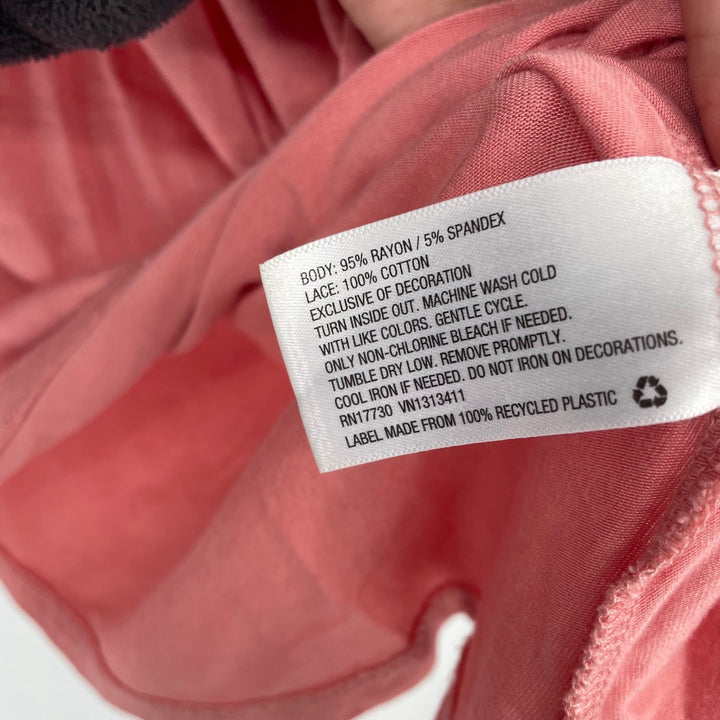 BODY: 95% RAYON / 5% SPANDEX
LACE: 100% COTTON
EXCLUSIVE OF DECORATION
TURN INSIDE OUT. MACHINE WASH COLD
WITH LIKE COLORS. GENTLE CYCLE.
ONLY NON-CHLORINE BLEACH IF NEEDED.
TUMBLE DRY LOW. REMOVE PROMPTLY.
COOL IRON IF NEEDED. DO NOT IRON ON DECORATIONS.
RN17730 VN1313411
LABEL MADE FROM 100% RECYCLED PLASTIC